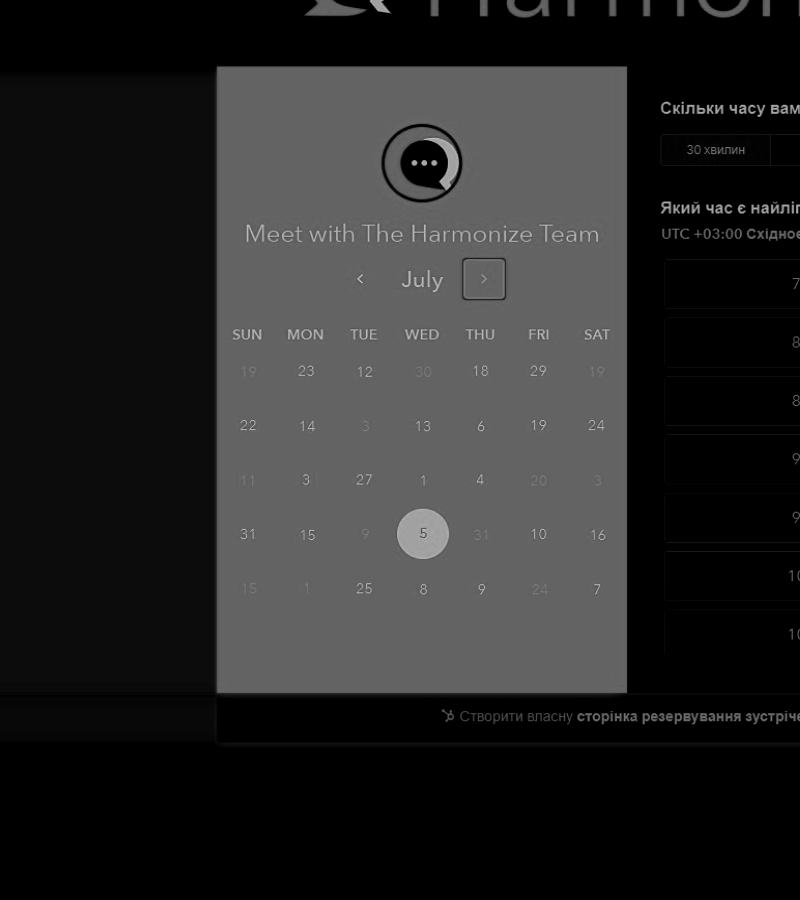 Harmon
Meet with The Harmonize Team
July
SUN MON TUE WED THU FRI SAT
19 23 12 30 18 29 19
22 14 3 13 6 19 24
11 3 27 1 4 20 3
31 15 9 5 31 10 16
15 1 25 8 9 24 7
Скільки часу вам
30 хвилин
Який час є найліп
UTC +03:00 Східноє
7
8
8
9
9
10
10
Створити власну сторінка резервування зустріче